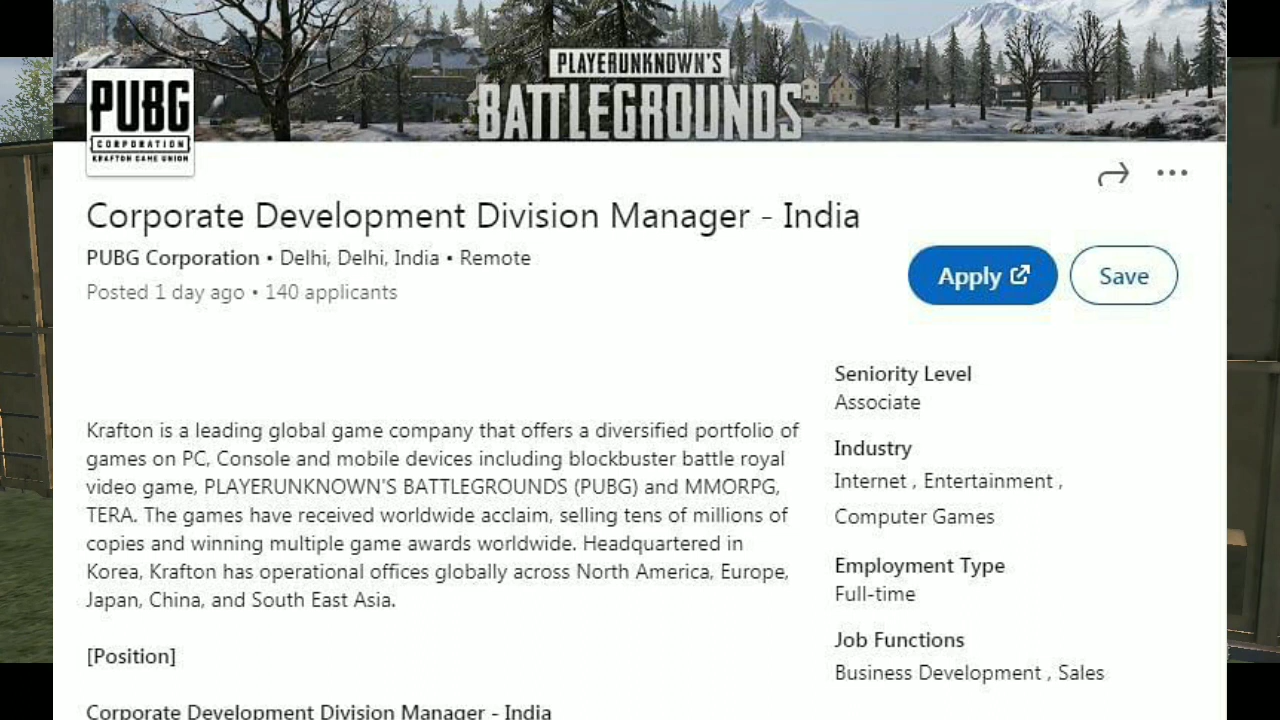 PLAYERUNKNOWN'S
BATTLEGROUNDS
PUBG
CORPORATION
KRAFTON GAME UNION
Corporate Development Division Manager - India
PUBG Corporation • Delhi, Delhi, India • Remote
Posted 1 day ago • 140 applicants
Apply
Save
Krafton is a leading global game company that offers a diversified portfolio of
games on PC, Console and mobile devices including blockbuster battle royal
video game, PLAYERUNKNOWN'S BATTLEGROUNDS (PUBG) and MMORPG,
TERA. The games have received worldwide acclaim, selling tens of millions of
copies and winning multiple game awards worldwide. Headquartered in
Korea, Krafton has operational offices globally across North America, Europe,
Japan, China, and South East Asia.
[Position]
Corporate Development Division Manager - India
Seniority Level
Associate
Industry
Internet , Entertainment ,
Computer Games
Employment Type
Full-time
Job Functions
Business Development , Sales